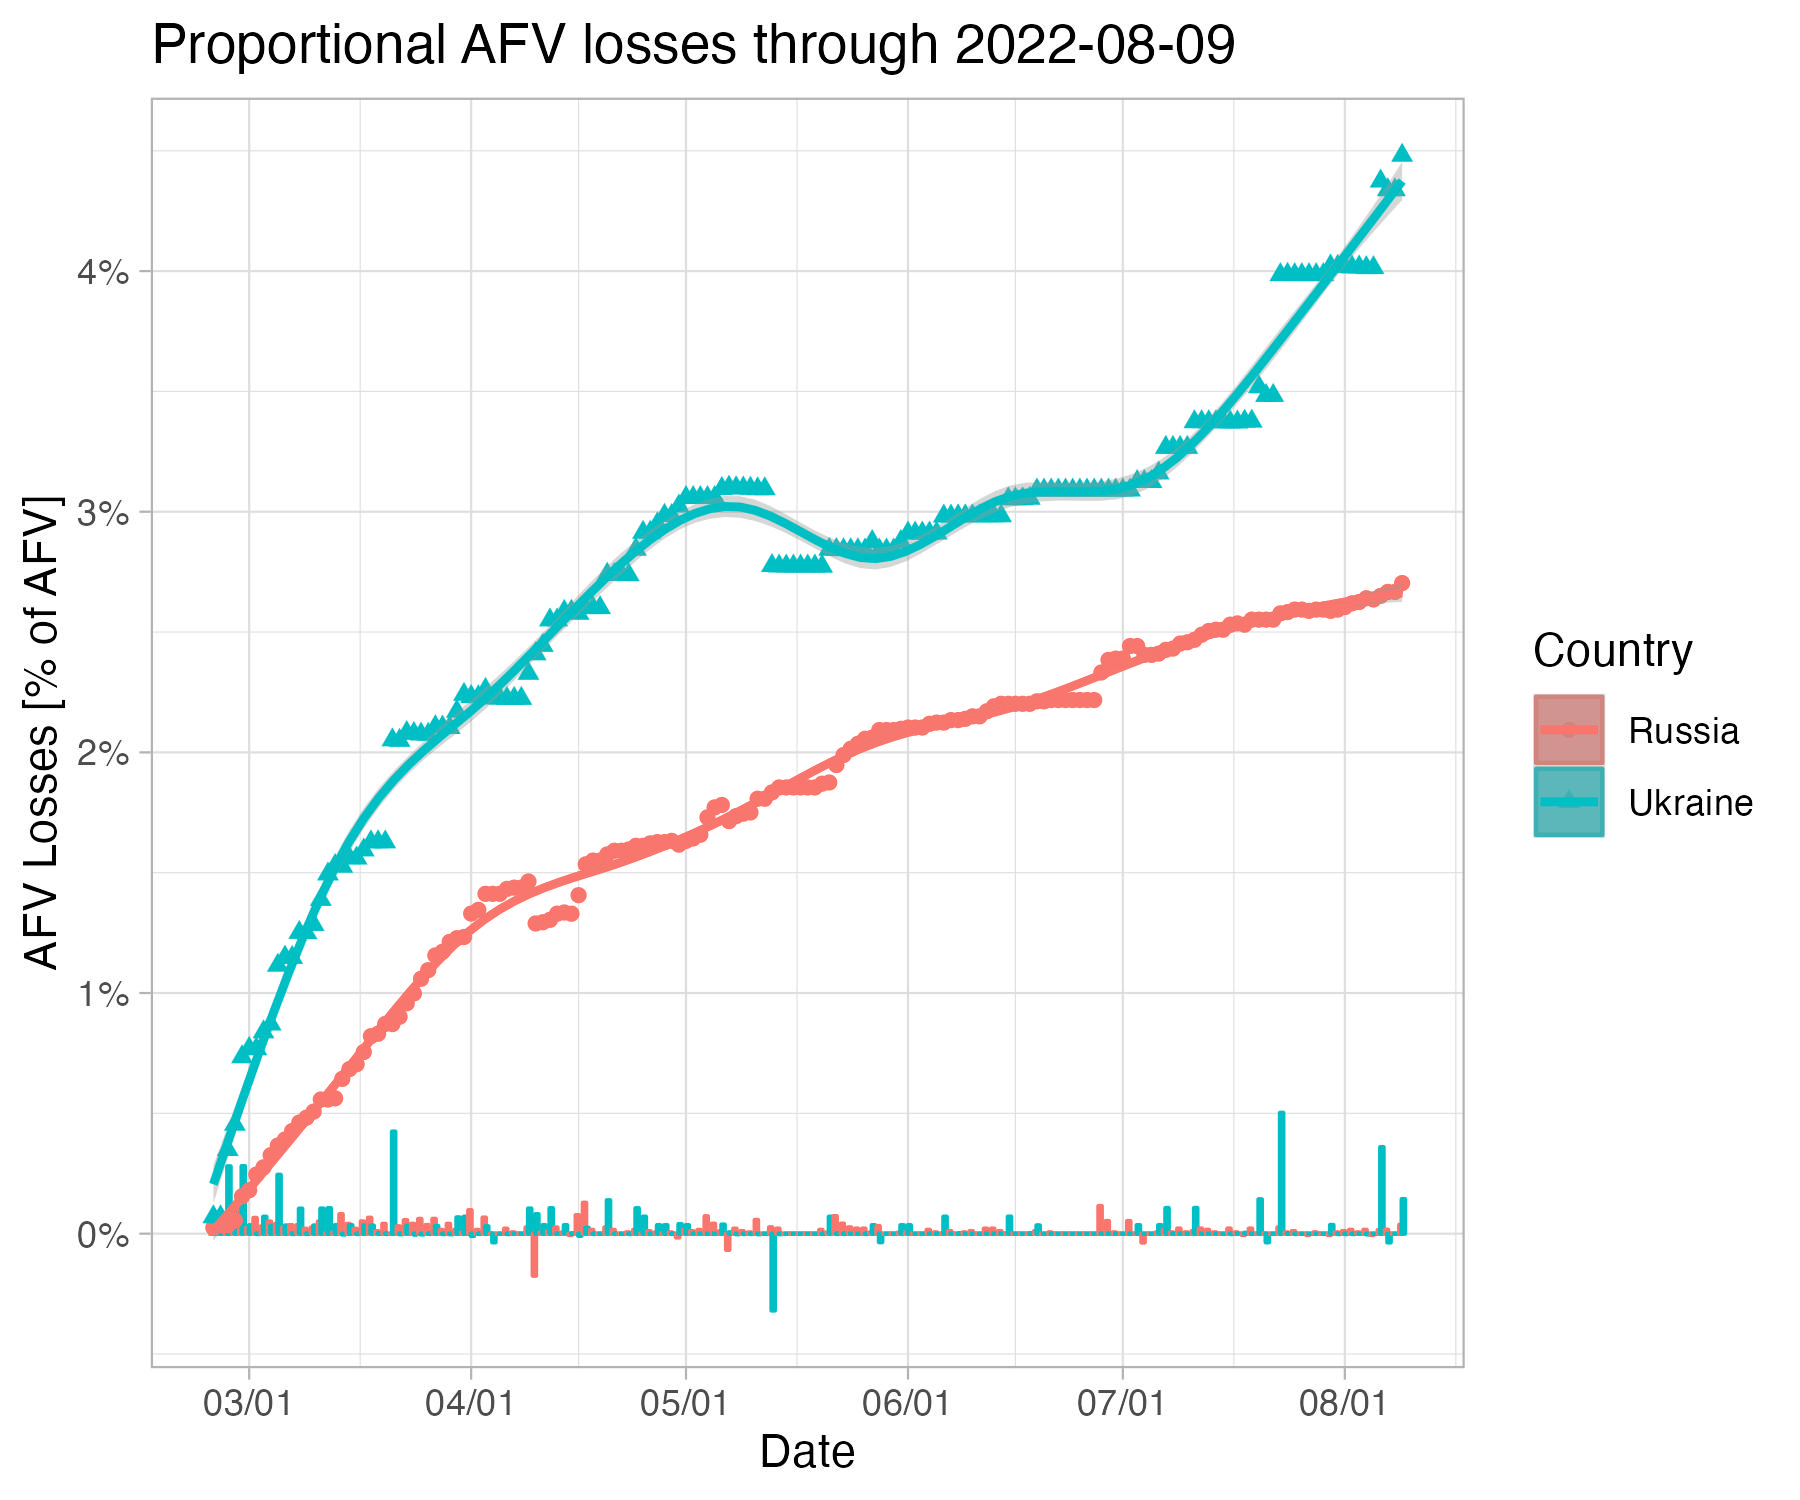 Proportional AFV losses through 2022-08-09
AFV Losses [% of AFV]
4%
3%
2%
1%
0%
03/01
04/01
05/01
06/01
07/01
08/01
Date
Country
Russia
Ukraine